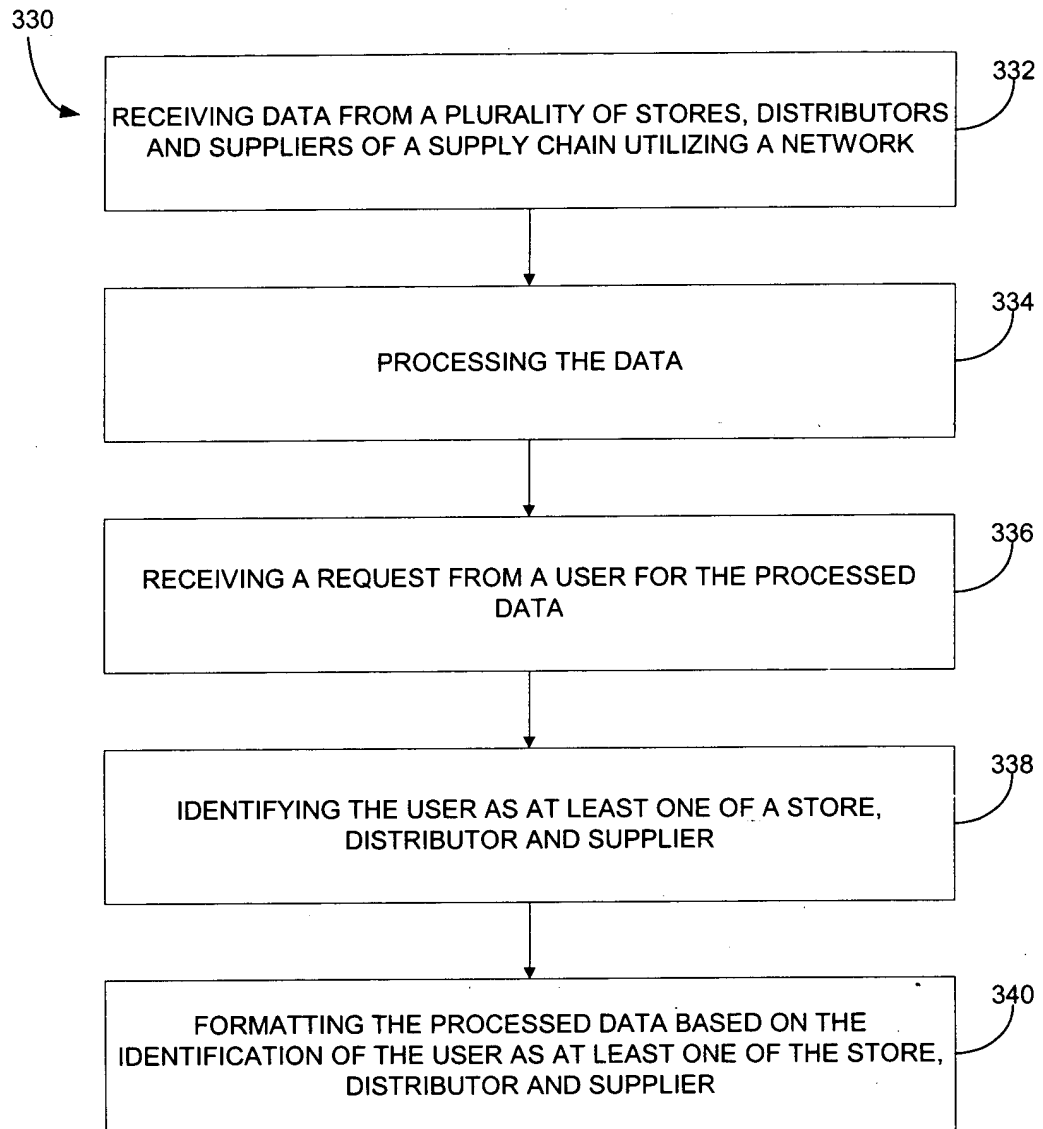 330
332
RECEIVING DATA FROM A PLURALITY OF STORES, DISTRIBUTORS
AND SUPPLIERS OF A SUPPLY CHAIN UTILIZING A NETWORK
334
PROCESSING THE DATA
336
RECEIVING A REQUEST FROM A USER FOR THE PROCESSED
DATA
338
IDENTIFYING THE USER AS AT LEAST ONE OF A STORE,
DISTRIBUTOR AND SUPPLIER
340
FORMATTING THE PROCESSED DATA BASED ON THE
IDENTIFICATION OF THE USER AS AT LEAST ONE OF THE STORE,
DISTRIBUTOR AND SUPPLIER